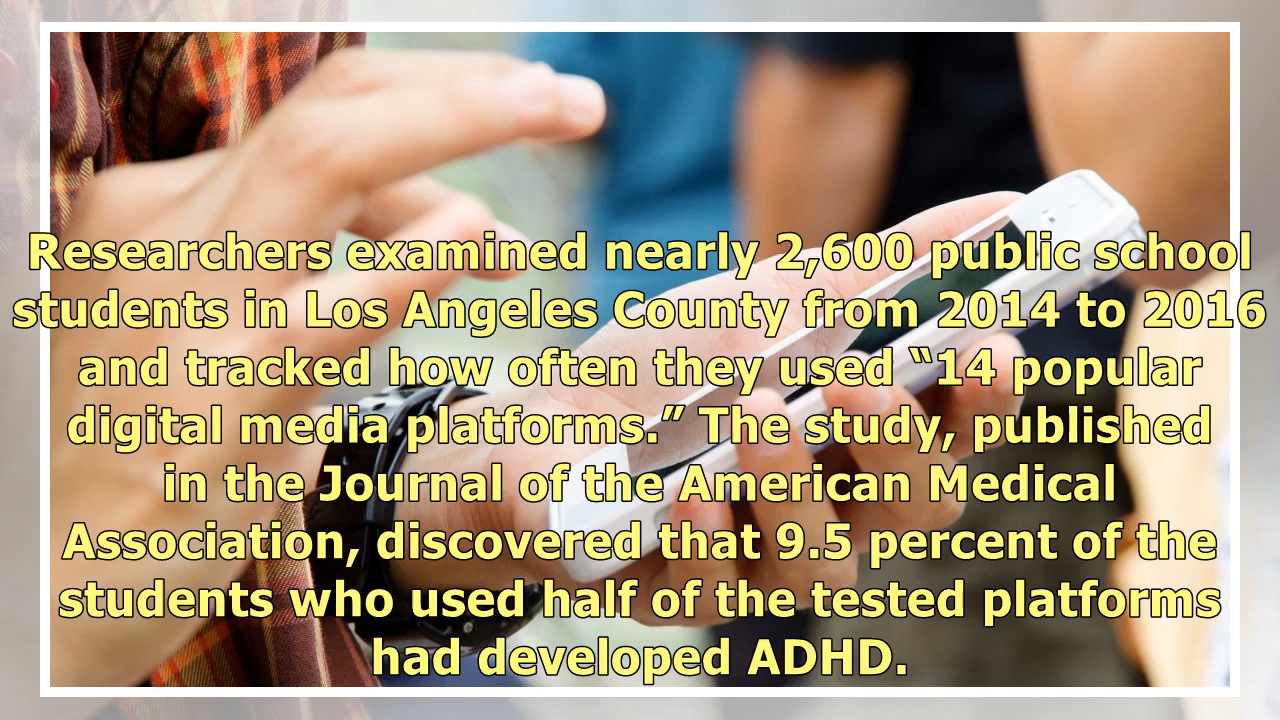 Researchers examined nearly 2,600 public school
students in Los Angeles County from 2014 to 2016
and tracked how often they used “14 popular
digital media platforms.” The study, published
in the Journal of the American Medical
Association, discovered that 9.5 percent of the
students who used half of the tested platforms
had developed ADHD.